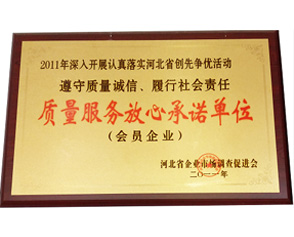 2011年深入开展认真落实河北省创先争优活动
遵守质量诚信、履行社会责任
质量服务放心承诺单位
(会员企业)
河北省企业市场调查促进会
二〇一一年